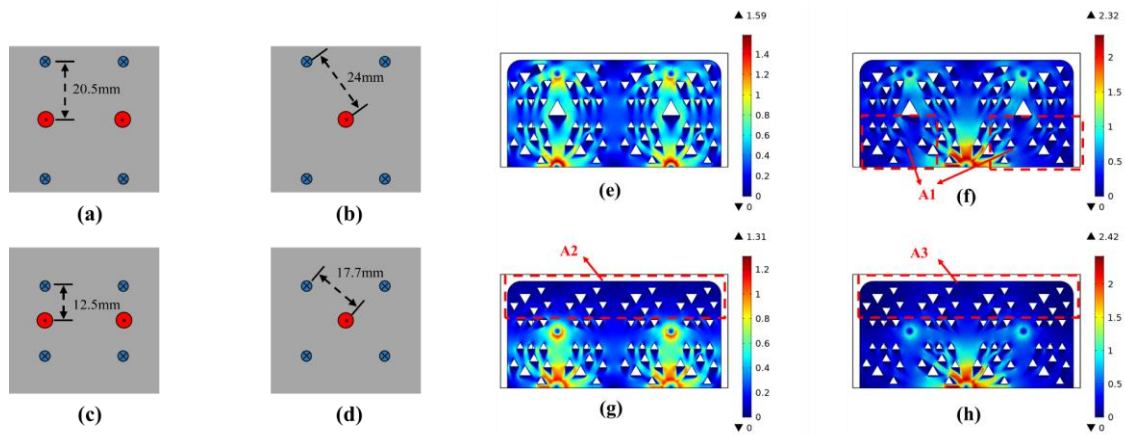 20.5mm
(a)
24mm
(b)
▲ 1.59
1.4
1.2
1
0.8
0.6
0.4
0.2
0
▼ 0
(e)
▲ 2.32
2
1.5
1
0.5
0
▼ 0
A1
(f)
12.5mm
(c)
17.7mm
(d)
A2
▲ 1.31
1.2
1
0.8
0.6
0.4
0.2
0
▼ 0
(g)
A3
▲ 2.42
2
1.5
1
0.5
0
▼ 0
(h)